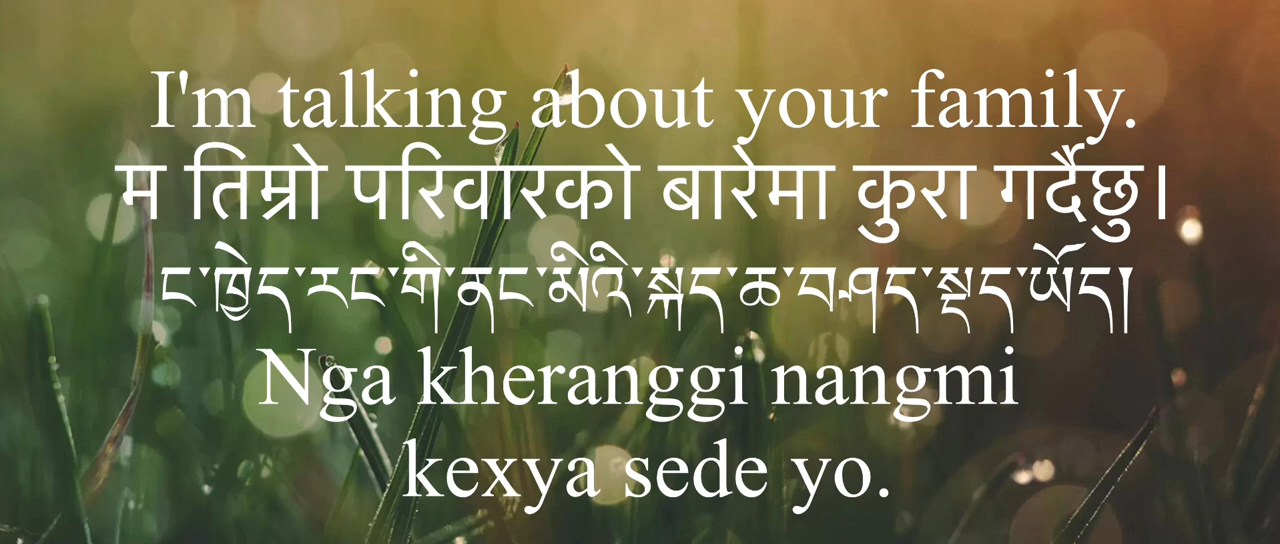 I'm talking about your family.
म तिम्रो परिवारको बारेमा कुरा गर्दैछु।
ང་ཁྱེད་རང་གི་ནང་མིའི་སྐད་ཆ་བཤད་སྡད་ཡོད།
Nga kheranggi nangmi
kexya sede yo.